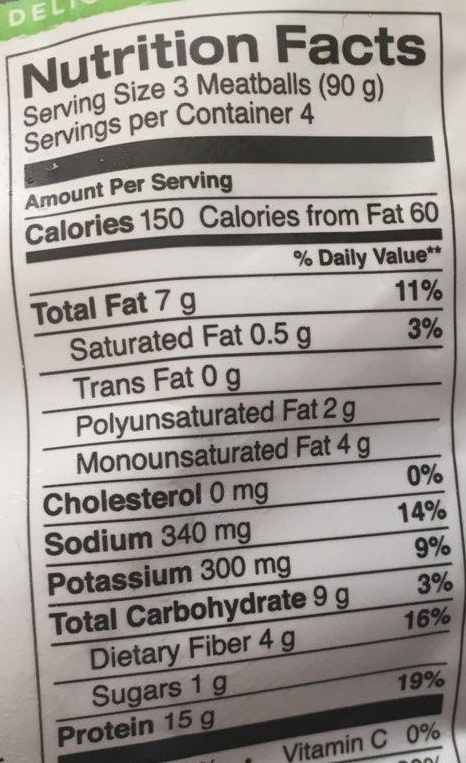 Nutrition Facts
Serving Size 3 Meatballs (90 g)
Servings per Container 4
Amount Per Serving
Calories 150 Calories from Fat 60
% Daily Value**
Total Fat 7 g 11%
Saturated Fat 0.5 g 3%
Trans Fat 0 g
Polyunsaturated Fat 2 g
Monounsaturated Fat 4 g
Cholesterol 0 mg 0%
Sodium 340 mg 14%
Potassium 300 mg 9%
Total Carbohydrate 9 g 3%
Dietary Fiber 4 g 16%
Sugars 1 g
Protein 15 g 19%
Vitamin C 0%